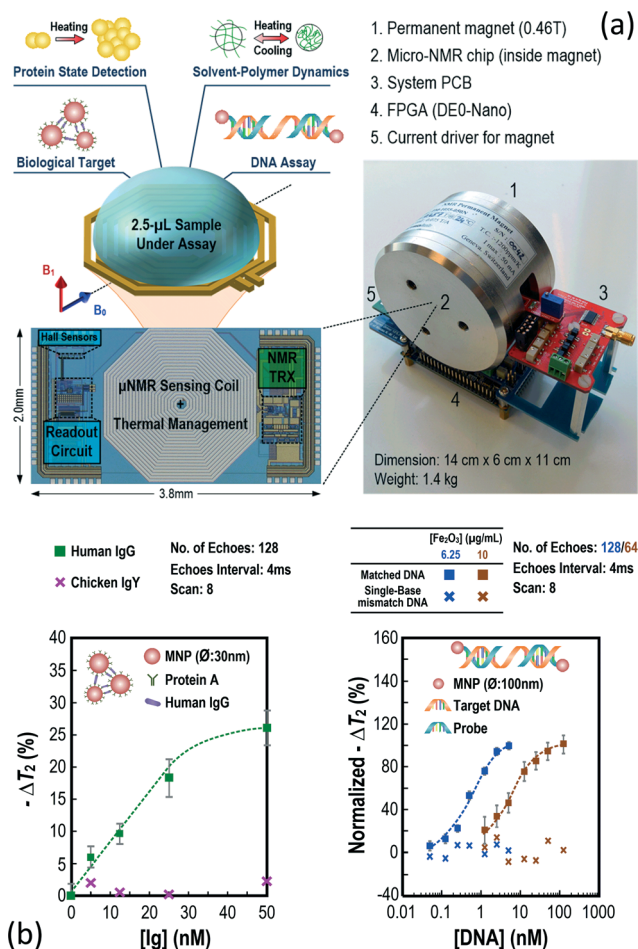 (a)
Heating
Protein State Detection
Heating
Cooling
Solvent-Polymer Dynamics
Biological Target
DNA Assay
2.5-μL Sample
Under Assay
B1
B0
Hall Sensors
NMR
TRX
μNMR Sensing Coil
+
Thermal Management
Readout
Circuit
2.0mm
3.8mm
1. Permanent magnet (0.46T)
2. Micro-NMR chip (inside magnet)
3. System PCB
4. FPGA (DE0-Nano)
5. Current driver for magnet
1
NMR Permanent Magnet
Geneva, Switzerland
2
3
4
5
Dimension: 14 cm x 6 cm x 11 cm
Weight: 1.4 kg
Human IgG
Chicken IgY
No. of Echoes: 128
Echoes Interval: 4ms
Scan: 8
[Fe2O3] (μg/mL)
6.25 10
Matched DNA
Single-Base
mismatch DNA
No. of Echoes: 128/64
Echoes Interval: 4ms
Scan: 8
- ΔT2 (%)
40
35
30
25
20
15
10
5
0
MNP (Ø:30nm)
Protein A
Human IgG
0 10 20 30 40 50
[Ig] (nM)
Normalized - ΔT2 (%)
160
120
80
40
0
-40
MNP (Ø:100nm)
Target DNA
Probe
0.01 0.1 1 10 100 1000
[DNA] (nM)
(b)